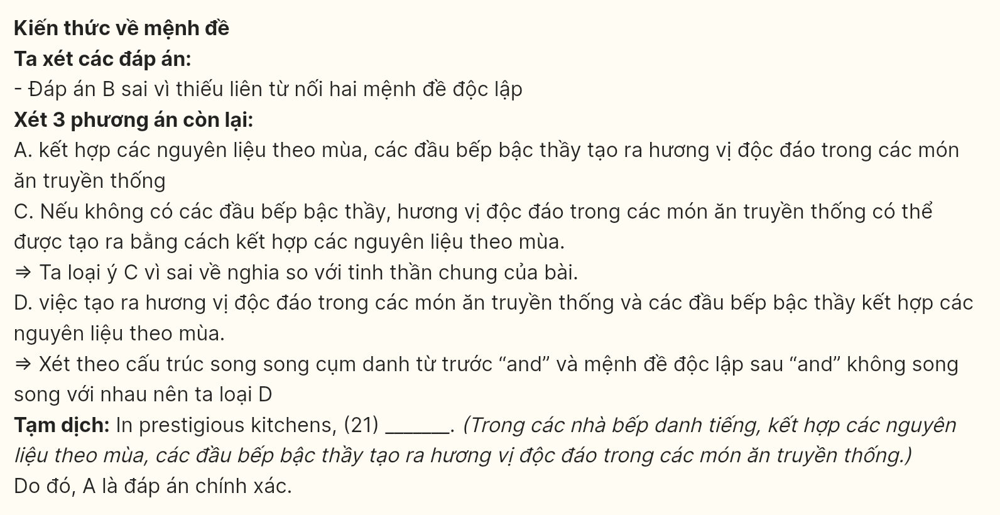 Kiến thức về mệnh đề
Ta xét các đáp án:
- Đáp án B sai vì thiếu liên từ nối hai mệnh đề độc lập
Xét 3 phương án còn lại:
A. kết hợp các nguyên liệu theo mùa, các đầu bếp bậc thầy tạo ra hương vị độc đáo trong các món
ăn truyền thống
C. Nếu không có các đầu bếp bậc thầy, hương vị độc đáo trong các món ăn truyền thống có thể
được tạo ra bằng cách kết hợp các nguyên liệu theo mùa.
⇒ Ta loại ý C vì sai về nghia so với tinh thần chung của bài.
D. việc tạo ra hương vị độc đáo trong các món ăn truyền thống và các đầu bếp bậc thầy kết hợp các
nguyên liệu theo mùa.
⇒ Xét theo cấu trúc song song cụm danh từ trước “and” và mệnh đề độc lập sau “and” không song
song với nhau nên ta loại D
Tạm dịch: In prestigious kitchens, (21) _______. (Trong các nhà bếp danh tiếng, kết hợp các nguyên
liệu theo mùa, các đầu bếp bậc thầy tạo ra hương vị độc đáo trong các món ăn truyền thống.)
Do đó, A là đáp án chính xác.